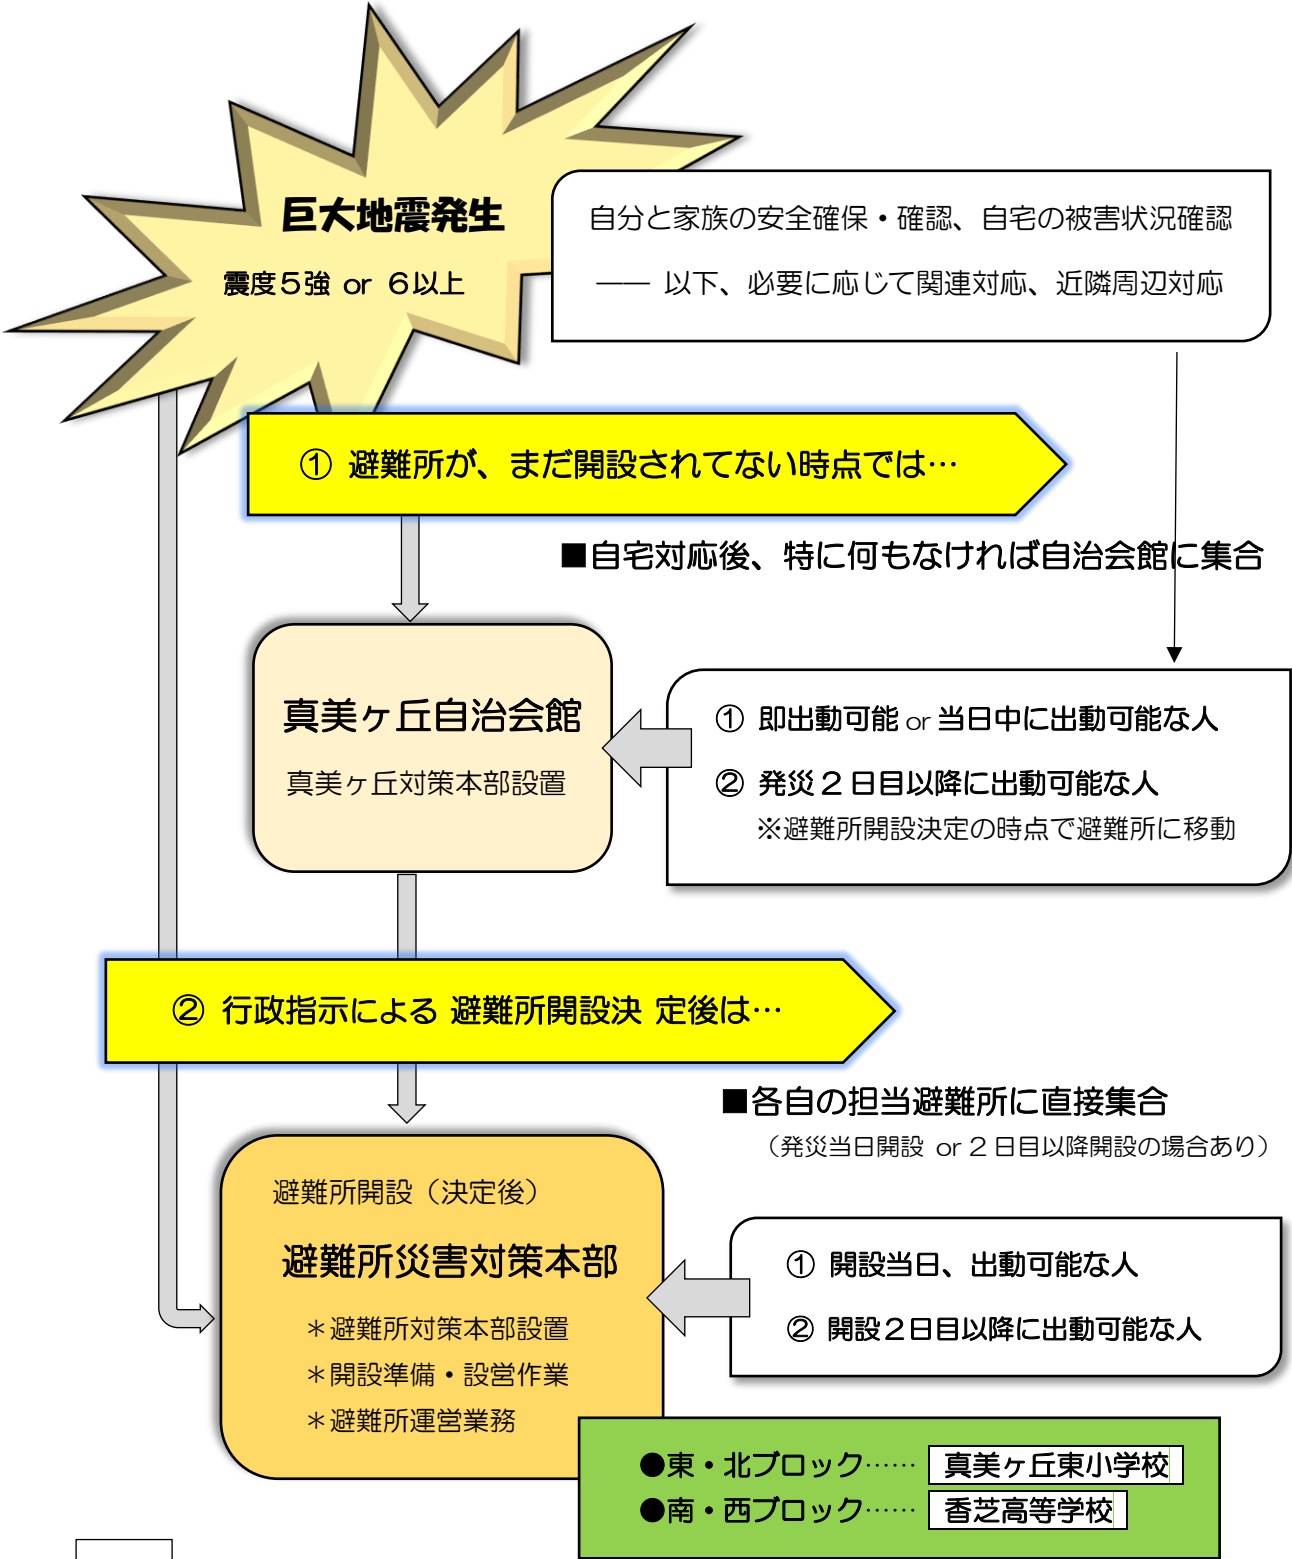 巨大地震発生
震度5強 or 6以上
自分と家族の安全確保・確認、自宅の被害状況確認
―― 以下、必要に応じて関連対応、近隣周辺対応
① 避難所が、まだ開設されてない時点では…
■自宅対応後、特に何もなければ自治会館に集合
真美ヶ丘自治会館
真美ヶ丘対策本部設置
① 即出動可能 or 当日中に出動可能な人
② 発災2日目以降に出動可能な人
※避難所開設決定の時点で避難所に移動
② 行政指示による 避難所開設決 定後は…
■各自の担当避難所に直接集合
（発災当日開設 or 2日目以降開設の場合あり）
避難所開設（決定後）
避難所災害対策本部
＊避難所対策本部設置
＊開設準備・設営作業
＊避難所運営業務
① 開設当日、出動可能な人
② 開設2日目以降に出動可能な人
●東・北ブロック…… 真美ヶ丘東小学校
●南・西ブロック…… 香芝高等学校